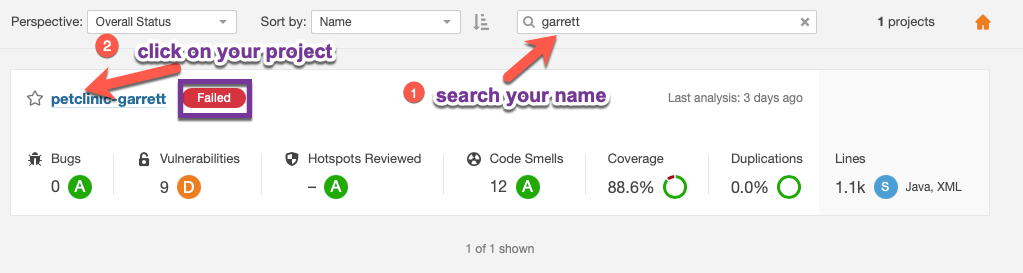 Perspective: Overall Status Sort by: Name garrett 1 projects
2 click on your project
1 search your name
petclinic-garrett Failed Last analysis: 3 days ago
Bugs Vulnerabilities Hotspots Reviewed Code Smells Coverage Duplications Lines
0 A 9 D – A 12 A 88.6% 0.0% 1.1k S Java, XML
1 of 1 shown